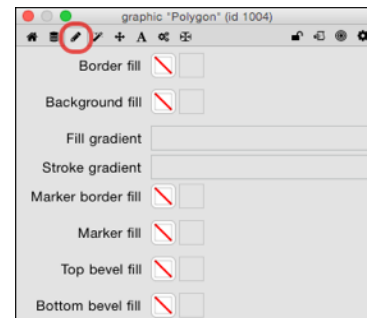 graphic "Polygon" (id 1004)
A
Border fill
Background fill
Fill gradient
Stroke gradient
Marker border fill
Marker fill
Top bevel fill
Bottom bevel fill